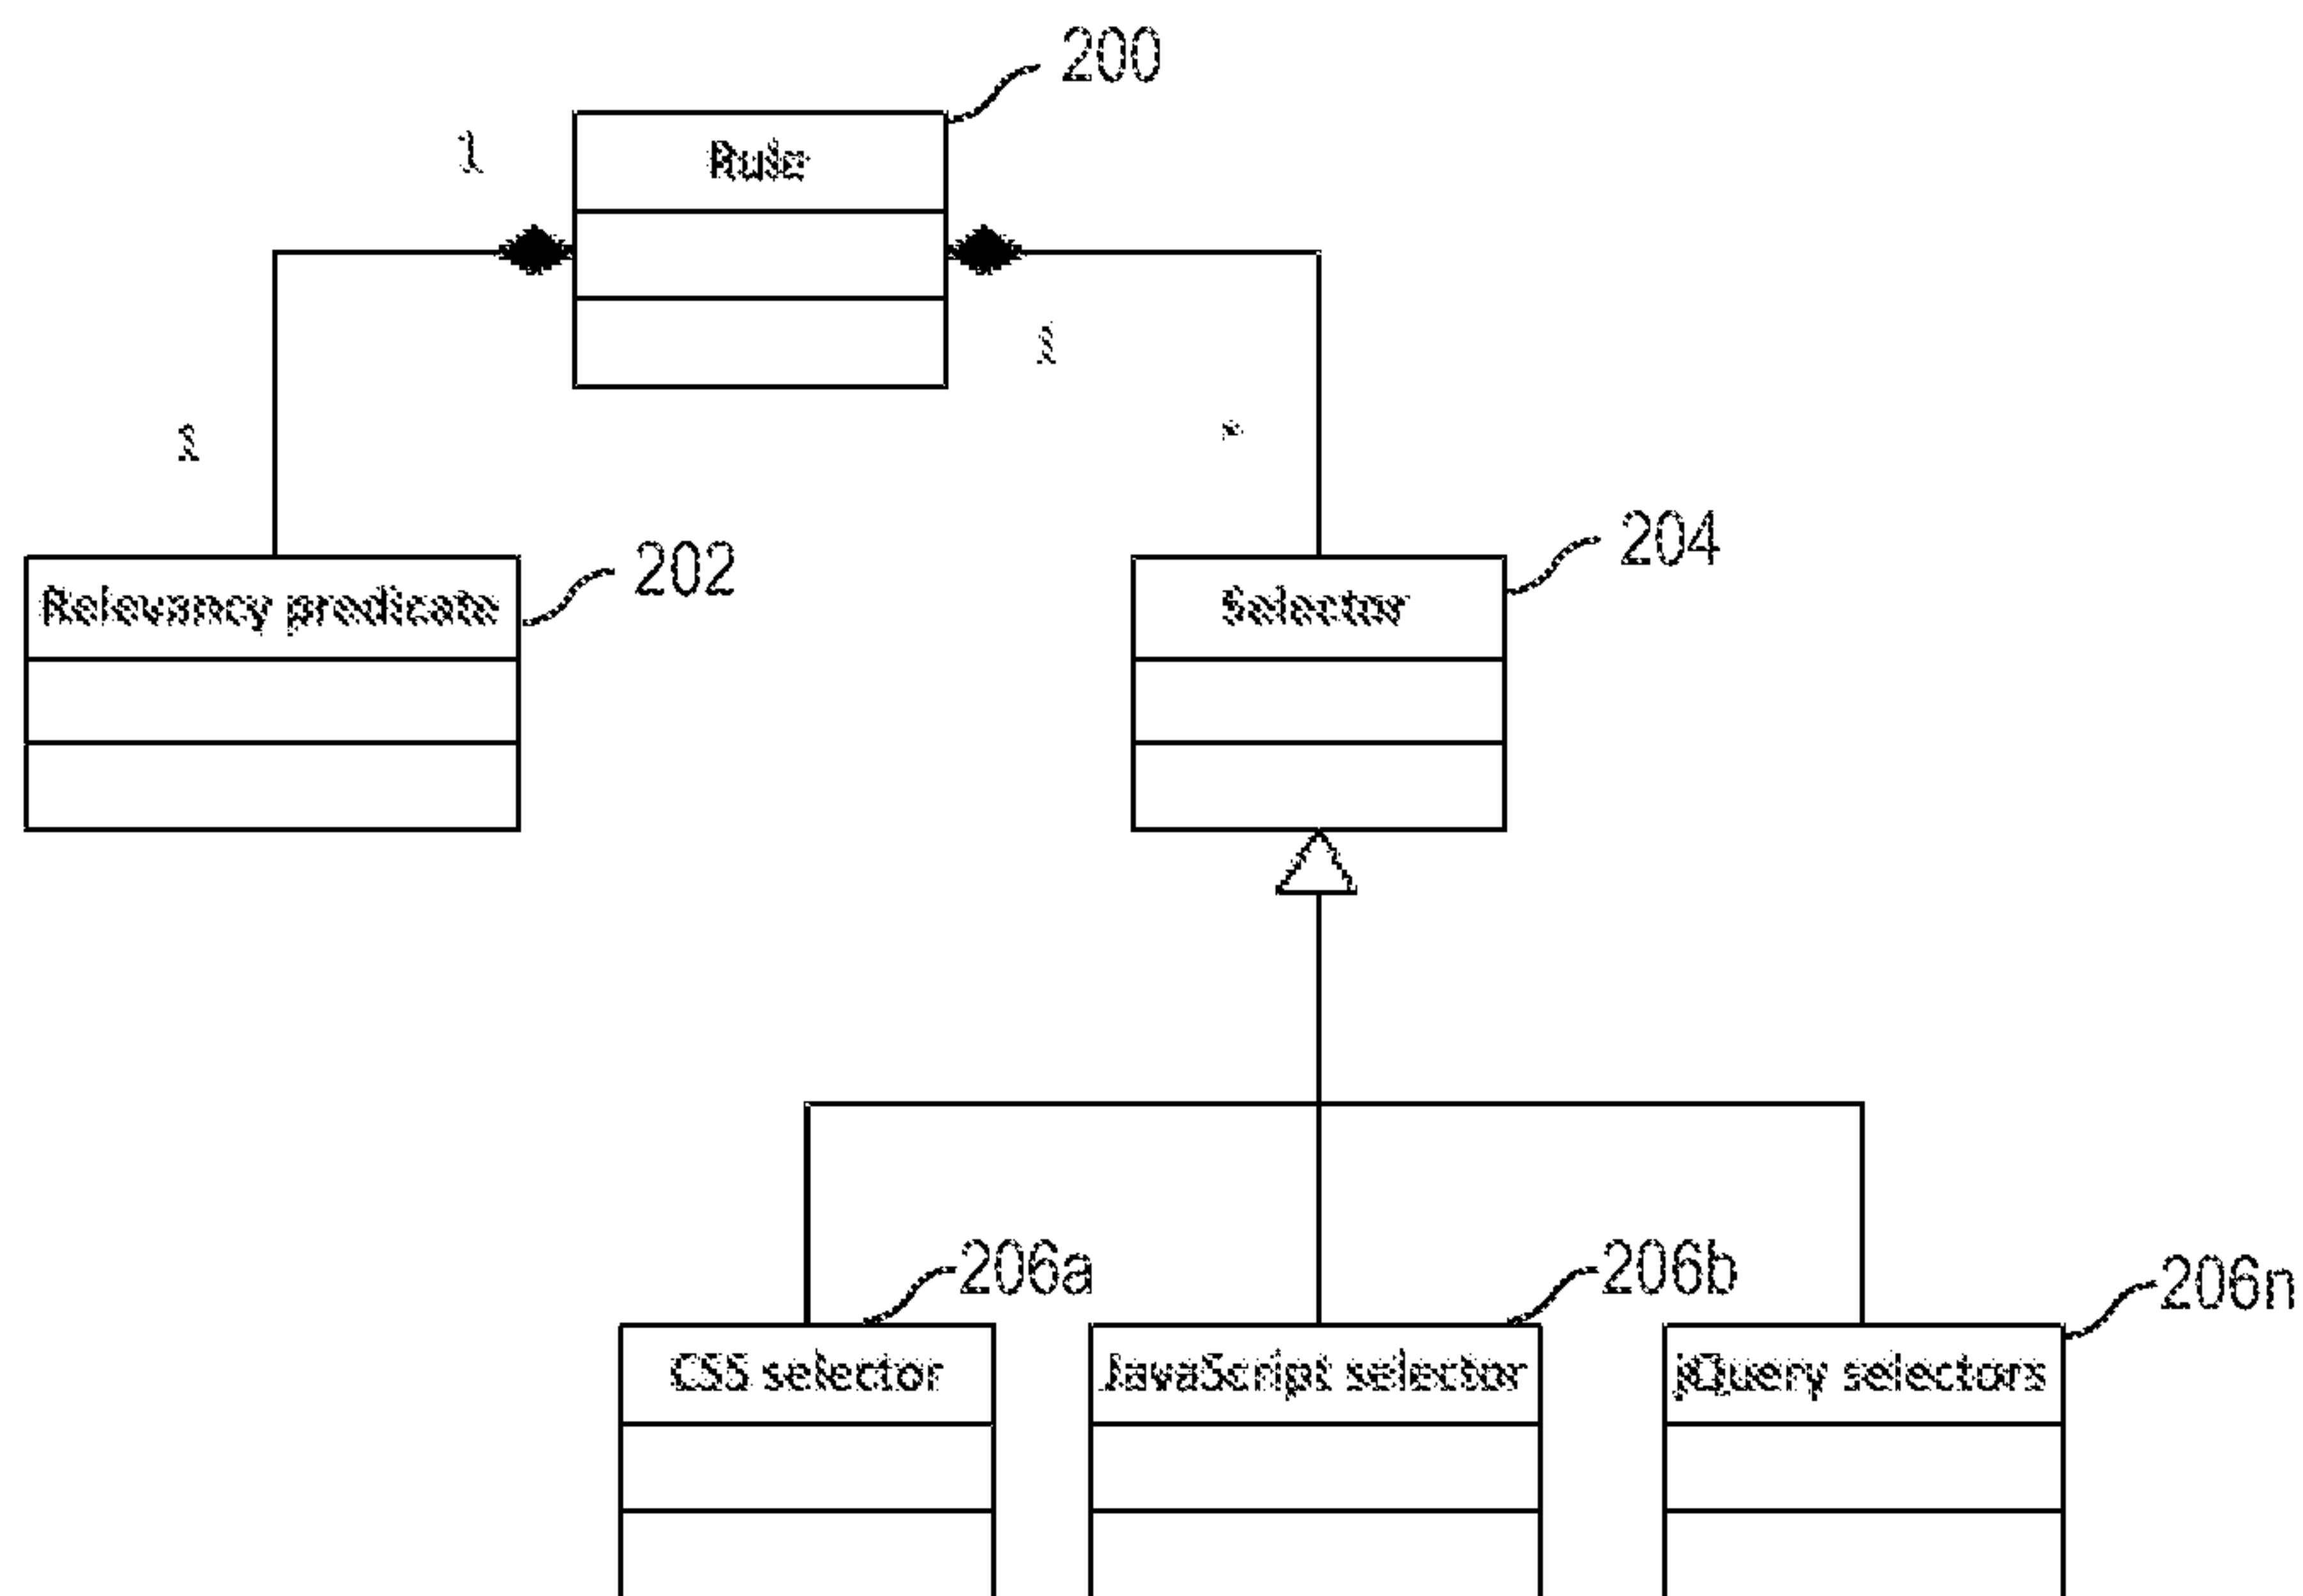 200
1
Rule
1
1
*
202
204
Relevancy predicate
Selector
206a
206b
206n
CSS selector
JavaScript selector
jQuery selectors